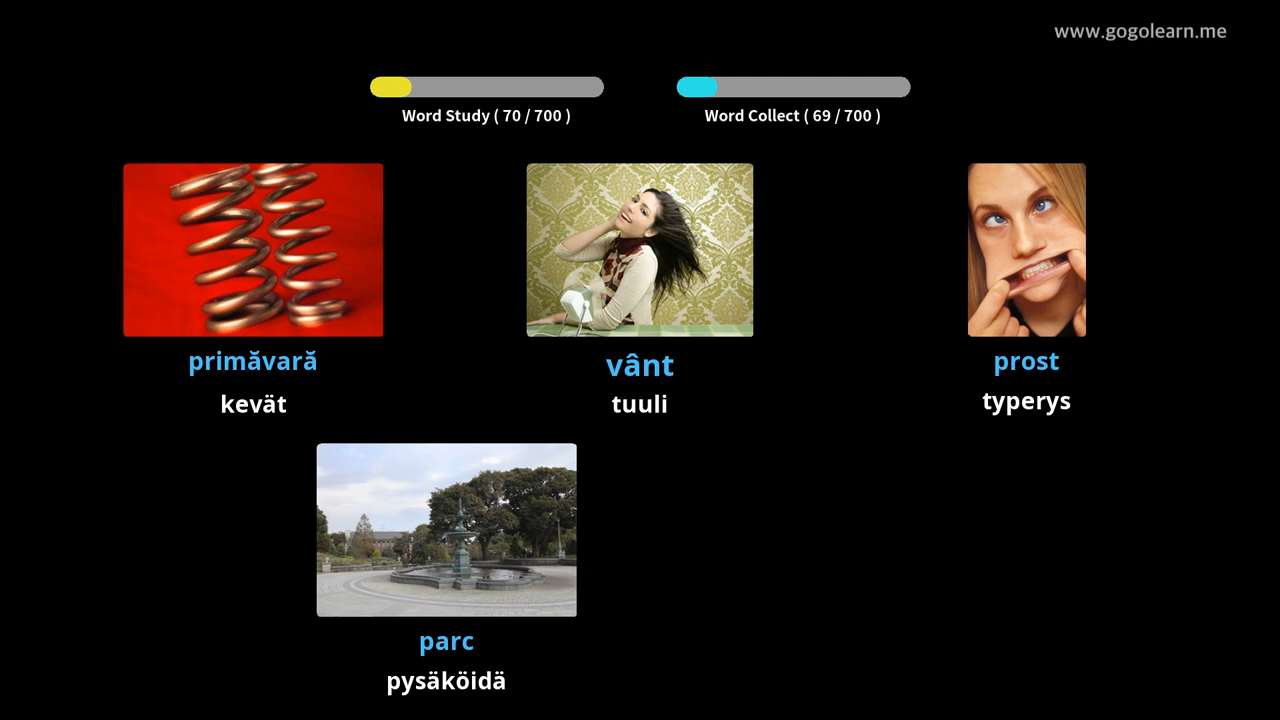 www.gogolearn.me
Word Study ( 70 / 700 )
Word Collect ( 69 / 700 )
primăvară
kevät
vânt
tuuli
prost
typerys
parc
pysäköidä